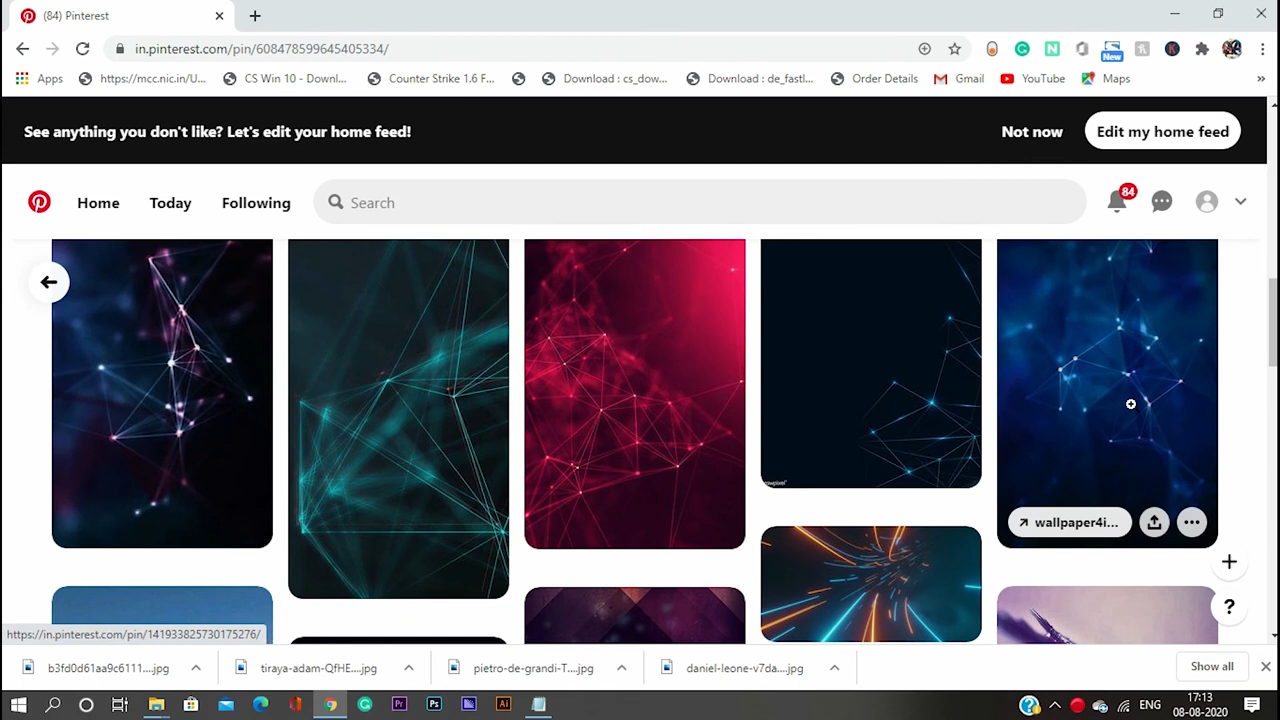 (84) Pinterest
in.pinterest.com/pin/608478599645405334/
New
Apps https://mcc.nic.in/U... CS Win 10 - Downl... Counter Strike 1.6 F... Download : cs_dow... Download : de_fastl... Order Details Gmail YouTube Maps »
See anything you don't like? Let's edit your home feed! Not now Edit my home feed
Home Today Following Search 84
wallpaper4i...
?
https://in.pinterest.com/pin/141933825730175276/
b3fd0d61aa9c6111....jpg tiraya-adam-QfHE....jpg pietro-de-grandi-T....jpg daniel-leone-v7da....jpg Show all
Pr Ps Ai ENG 17:13
08-08-2020